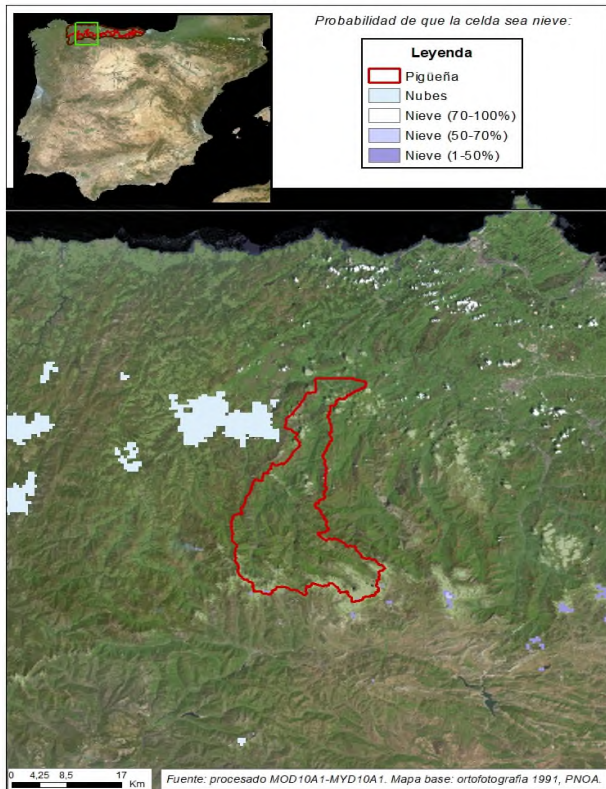 Probabilidad de que la celda sea nieve:
Leyenda
Pigüeña
Nubes
Nieve (70-100%)
Nieve (50-70%)
Nieve (1-50%)
0 4,25 8,5 17
Km
Fuente: procesado MOD10A1-MYD10A1. Mapa base: ortofotografia 1991, PNOA.